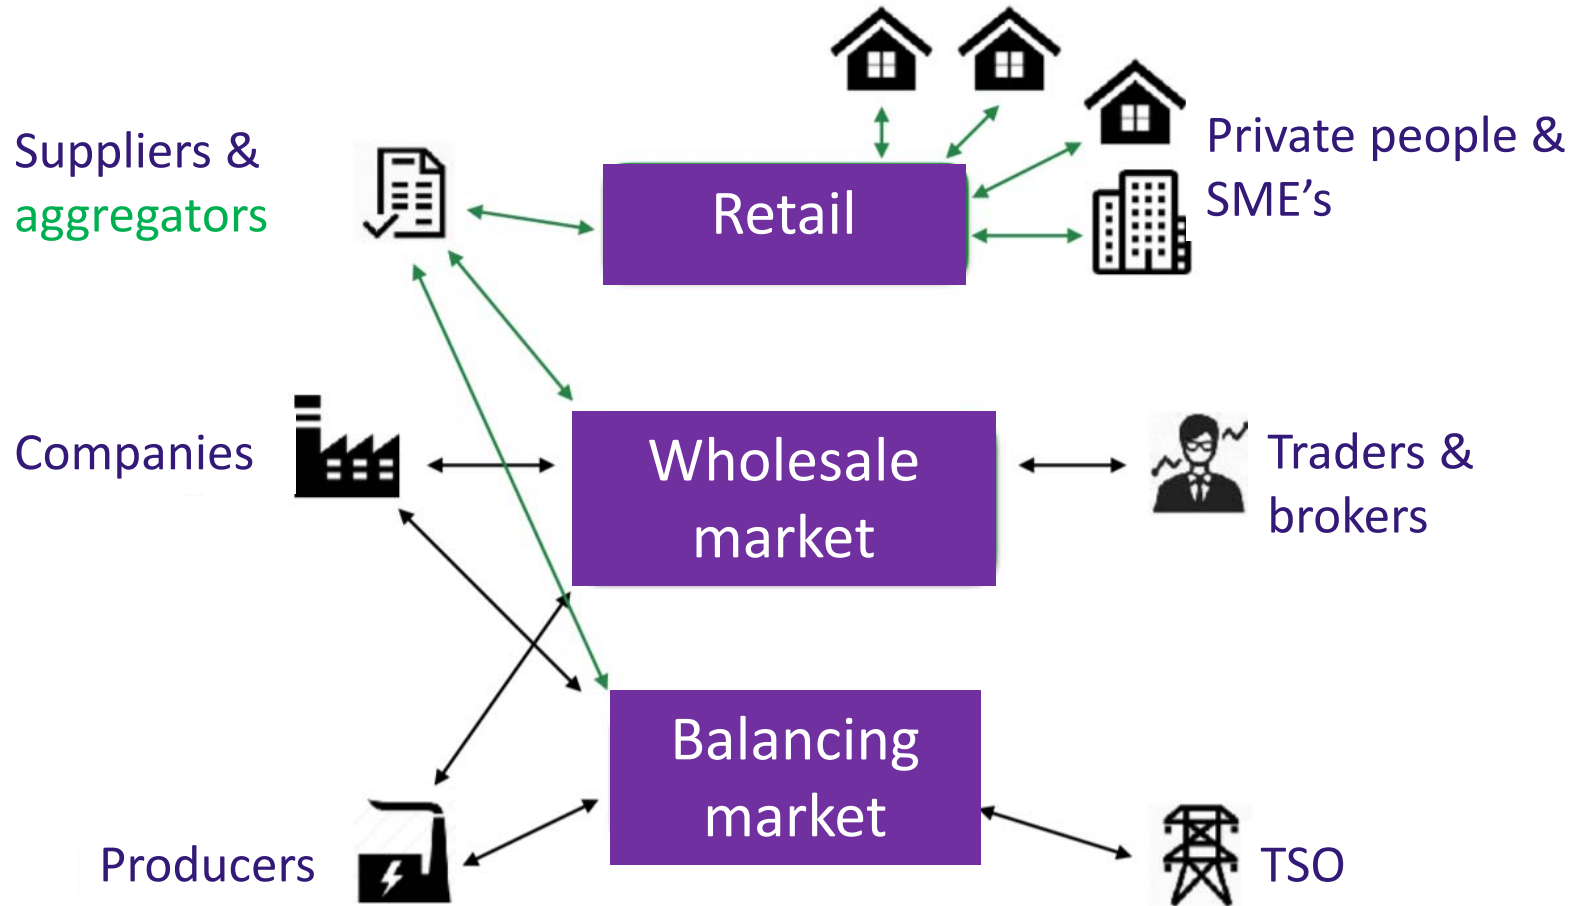 Suppliers &
aggregators
Retail
Private people &
SME’s
Companies
Wholesale
market
Traders &
brokers
Balancing
market
Producers
TSO